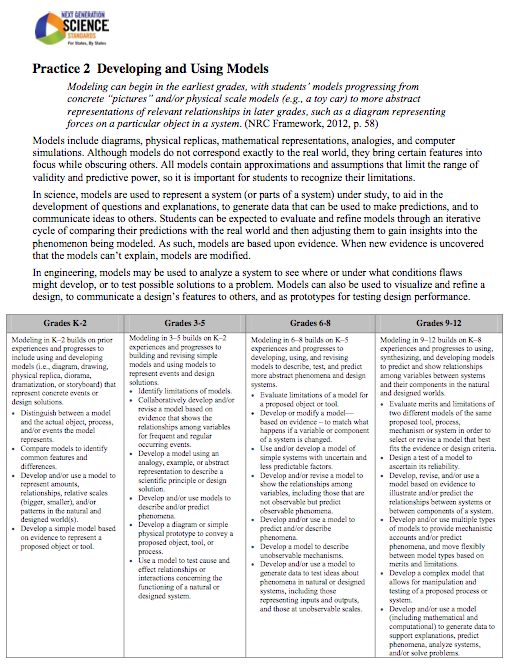 NEXT GENERATION
SCIENCE
STANDARDS
For States, By States
Practice 2 Developing and Using Models
Modeling can begin in the earliest grades, with students' models progressing from
concrete "pictures" and/or physical scale models (e.g., a toy car) to more abstract
representations of relevant relationships in later grades, such as a diagram representing
forces on a particular object in a system. (NRC Framework, 2012, p. 58)
Models include diagrams, physical replicas, mathematical representations, analogies, and computer
simulations. Although models do not correspond exactly to the real world, they bring certain features into
focus while obscuring others. All models contain approximations and assumptions that limit the range of
validity and predictive power, so it is important for students to recognize their limitations.
In science, models are used to represent a system (or parts of a system) under study, to aid in the
development of questions and explanations, to generate data that can be used to make predictions, and to
communicate ideas to others. Students can be expected to evaluate and refine models through an iterative
cycle of comparing their predictions with the real world and then adjusting them to gain insights into the
phenomenon being modeled. As such, models are based upon evidence. When new evidence is uncovered
that the models can't explain, models are modified.
In engineering, models may be used to analyze a system to see where or under what conditions flaws
might develop, or to test possible solutions to a problem. Models can also be used to visualize and refine a
design, to communicate a design's features to others, and as prototypes for testing design performance.
Grades K-2
Modeling in K–2 builds on prior
experiences and progresses to
include using and developing
models (i.e., diagram, drawing,
physical replica, diorama,
dramatization, or storyboard) that
represent concrete events or
design solutions.
• Distinguish between a model
and the actual object, process,
and/or events the model
represents.
• Compare models to identify
common features and
differences.
• Develop and/or use a model to
represent amounts,
relationships, relative scales
(bigger, smaller), and/or
patterns in the natural and
designed world(s).
• Develop a simple model based
on evidence to represent a
proposed object or tool.
Grades 3-5
Modeling in 3–5 builds on K–2
experiences and progresses to
building and revising simple
models and using models to
represent events and design
solutions.
• Identify limitations of models.
• Collaboratively develop and/or
revise a model based on
evidence that shows the
relationships among variables
for frequent and regular
occurring events.
• Develop a model using an
analogy, example, or abstract
representation to describe a
scientific principle or design
solution.
• Develop and/or use models to
describe and/or predict
phenomena.
• Develop a diagram or simple
physical prototype to convey a
proposed object, tool, or
process.
• Use a model to test cause and
effect relationships or
interactions concerning the
functioning of a natural or
designed system.
Grades 6-8
Modeling in 6–8 builds on K–5
experiences and progresses to
developing, using, and revising
models to describe, test, and predict
more abstract phenomena and design
systems.
• Evaluate limitations of a model for
a proposed object or tool.
• Develop or modify a model—
based on evidence – to match what
happens if a variable or component
of a system is changed.
• Use and/or develop a model of
simple systems with uncertain and
less predictable factors.
• Develop and/or revise a model to
show the relationships among
variables, including those that are
not observable but predict
observable phenomena.
• Develop and/or use a model to
predict and/or describe
phenomena.
• Develop a model to describe
unobservable mechanisms.
• Develop and/or use a model to
generate data to test ideas about
phenomena in natural or designed
systems, including those
representing inputs and outputs,
and those at unobservable scales.
Grades 9-12
Modeling in 9–12 builds on K–8
experiences and progresses to using,
synthesizing, and developing models
to predict and show relationships
among variables between systems
and their components in the natural
and designed worlds.
• Evaluate merits and limitations of
two different models of the same
proposed tool, process,
mechanism or system in order to
select or revise a model that best
fits the evidence or design criteria.
• Design a test of a model to
ascertain its reliability.
• Develop, revise, and/or use a
model based on evidence to
illustrate and/or predict the
relationships between systems or
between components of a system.
• Develop and/or use multiple types
of models to provide mechanistic
accounts and/or predict
phenomena, and move flexibly
between model types based on
merits and limitations.
• Develop a complex model that
allows for manipulation and
testing of a proposed process or
system.
• Develop and/or use a model
(including mathematical and
computational) to generate data to
support explanations, predict
phenomena, analyze systems,
and/or solve problems.